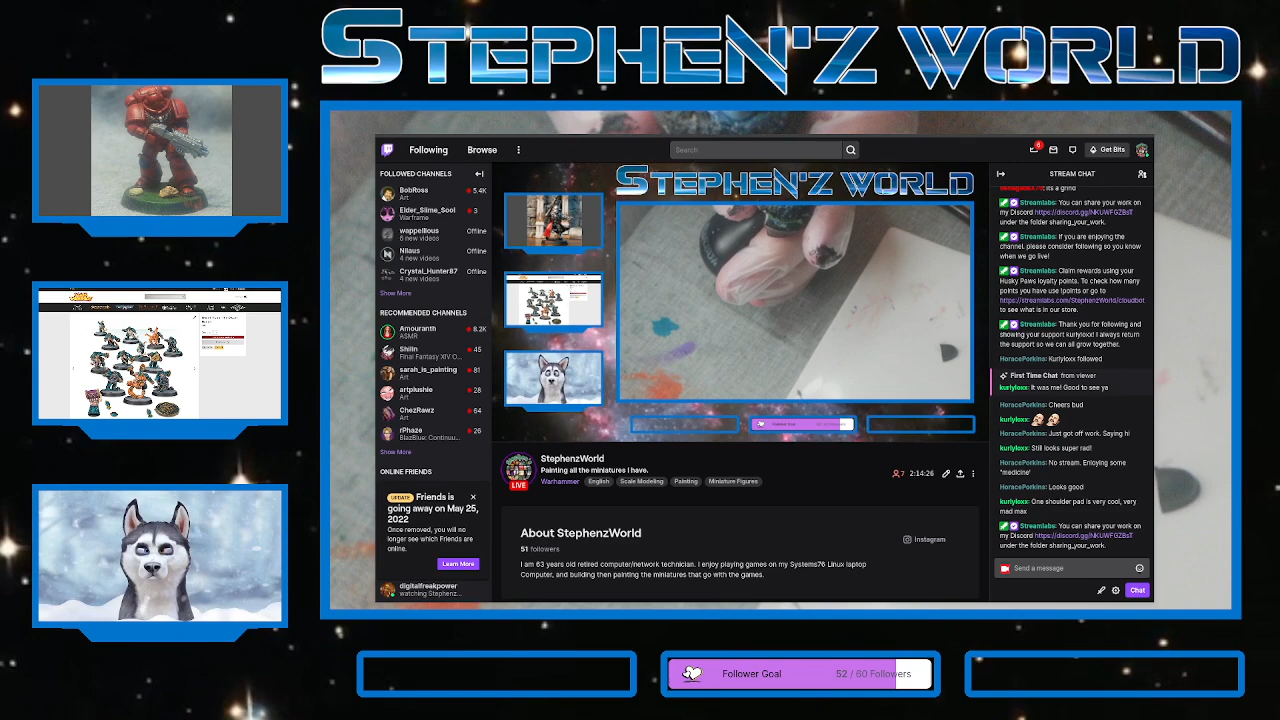 STEPHEN'Z WORLD
Following
Browse
Search
6
Get Bits
FOLLOWED CHANNELS
BobRoss
5.4K
Art
Elder_Slime_Sool
3
Warframe
wappellious
Offline
6 new videos
Nilaus
Offline
4 new videos
Crystal_Hunter87
Offline
4 new videos
Show More
RECOMMENDED CHANNELS
Amouranth
8.2K
ASMR
Shilin
45
Final Fantasy XIV O...
sarah_is_painting
81
Art
artplushie
28
Art
ChezRawz
64
Art
rPhaze
26
BlazBlue: Continuu...
Show More
ONLINE FRIENDS
UPDATE Friends is
going away on May 25,
2022
Once removed, you will no
longer see which Friends are
online.
Learn More
digitalfreakpower
watching Stephenz...
STEPHEN'Z WORLD
Follower Goal
LIVE
StephenzWorld
Painting all the miniatures I have.
Warhammer
English
Scale Modeling
Painting
Miniature Figures
7
2:14:26
About StephenzWorld
51 followers
Instagram
I am 63 years old retired computer/network technician. I enjoy playing games on my Systems76 Linux laptop
Computer, and building then painting the miniatures that go with the games.
STREAM CHAT
its a grind
Streamlabs: You can share your work on
my Discord https://discord.gg/NKUWFGZBsT
under the folder sharing_your_work.
Streamlabs: If you are enjoying the
channel, please consider following so you know
when we go live!
Streamlabs: Claim rewards using your
Husky Paws loyalty points. To check how many
points you have use !points or go to
https://streamlabs.com/StephenzWorld/cloudbot
to see what is in our store.
Streamlabs: Thank you for following and
showing your support kurlyloxx I always return
the support so we can all grow together.
HoracePorkins: Kurlyloxx followed
First Time Chat from viewer
kurlyloxx: It was me! Good to see ya
HoracePorkins: Cheers bud
kurlyloxx:
HoracePorkins: Just got off work. Saying hi
kurlyloxx: Still looks super rad!
HoracePorkins: No stream. Enjoying some
"medicine'
HoracePorkins: Looks good
kurlyloxx: One shoulder pad is very cool, very
mad max
Streamlabs: You can share your work on
my Discord https://discord.gg/NKUWFGZBsT
under the folder sharing_your_work.
Send a message
Chat
Follower Goal
52 / 60 Followers